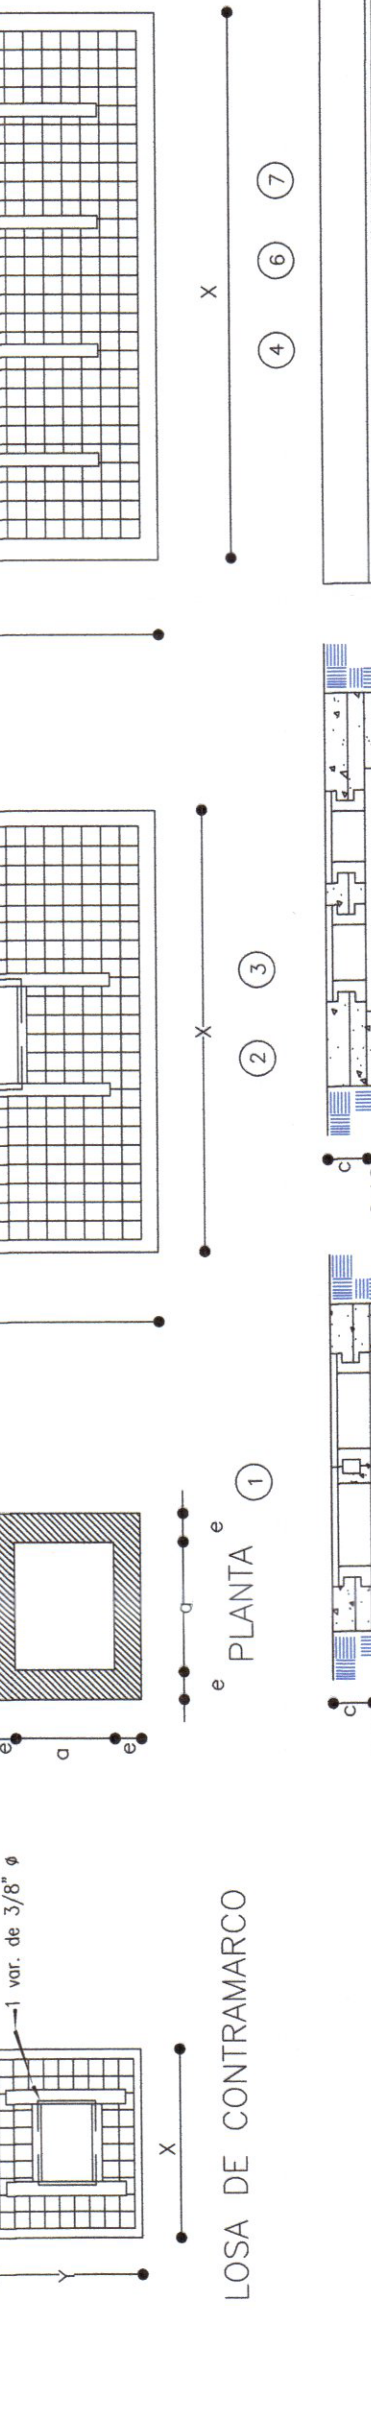 1 var. de 3/8" ø
X
Y
LOSA DE CONTRAMARCO
e
a
e
e
a
e
PLANTA
1
X
2
3
X
4
6
7
c
c